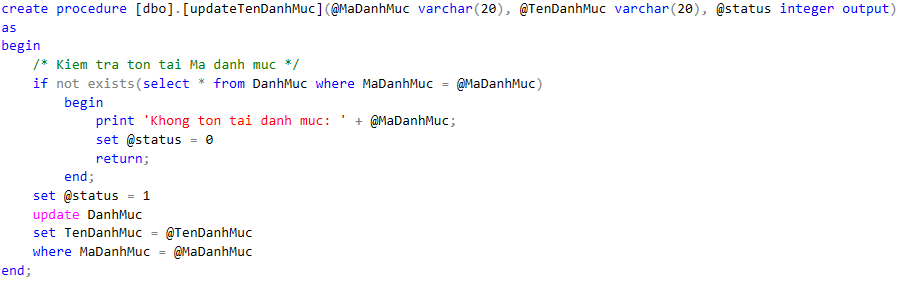 create procedure [dbo].[updateTenDanhMuc](@MaDanhMuc varchar(20), @TenDanhMuc varchar(20), @status integer output)
as
begin
    /* Kiem tra ton tai Ma danh muc */
    if not exists(select * from DanhMuc where MaDanhMuc = @MaDanhMuc)
        begin
            print 'Khong ton tai danh muc: ' + @MaDanhMuc;
            set @status = 0
            return;
        end;
    set @status = 1
    update DanhMuc
    set TenDanhMuc = @TenDanhMuc
    where MaDanhMuc = @MaDanhMuc
end;